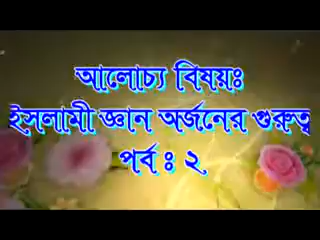 আলোচ্য বিষয়ঃ
ইসলামী জ্ঞান অর্জনের গুরুত্ব
পর্ব ঃ ২